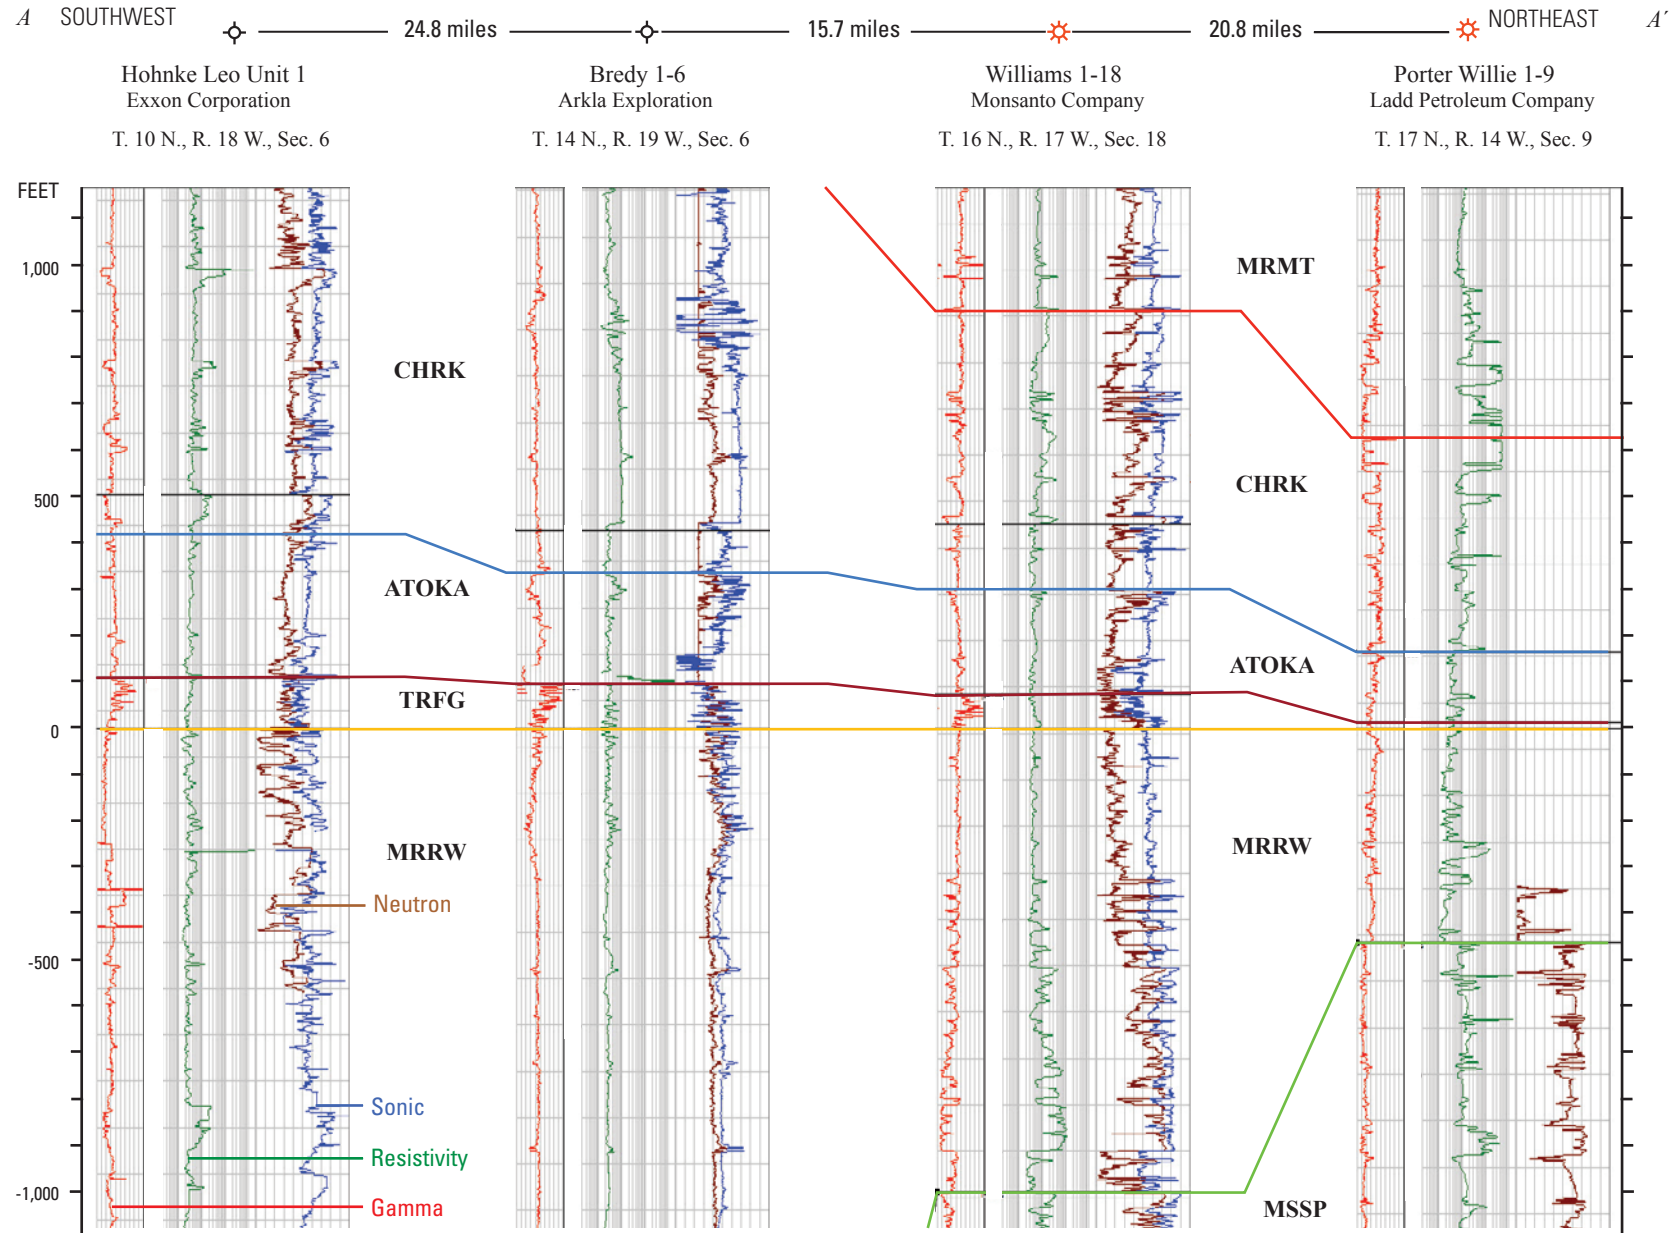 A SOUTHWEST 24.8 miles 15.7 miles 20.8 miles NORTHEAST A´
Hohnke Leo Unit 1 Bredy 1-6 Williams 1-18 Porter Willie 1-9
Exxon Corporation Arkla Exploration Monsanto Company Ladd Petroleum Company
T. 10 N., R. 18 W., Sec. 6 T. 14 N., R. 19 W., Sec. 6 T. 16 N., R. 17 W., Sec. 18 T. 17 N., R. 14 W., Sec. 9
FEET
1,000 MRMT
CHRK
CHRK
500
ATOKA
ATOKA
TRFG
0
MRRW MRRW
Neutron
-500
Sonic
Resistivity
-1,000
Gamma MSSP